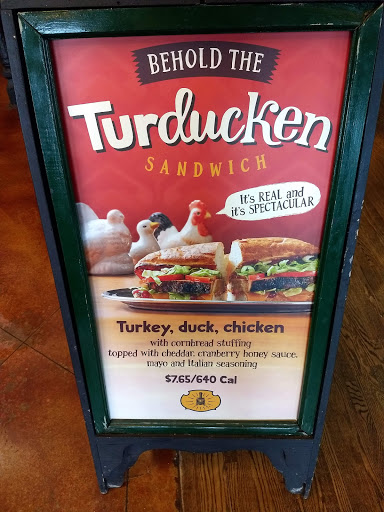 BEHOLD THE
Turducken
SANDWICH
It's REAL and
it's SPECTACULAR
Turkey, duck, chicken
with cornbread stuffing
topped with cheddar, cranberry honey sauce,
mayo and Italian seasoning
$7.65/640 Cal